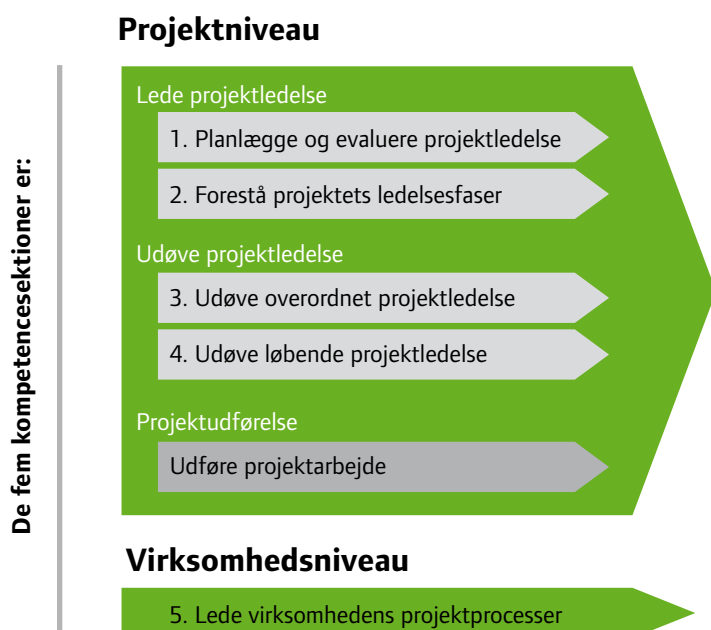 Projektniveau
De fem kompetencesektioner er:
Lede projektledelse
1. Planlægge og evaluere projektledelse
2. Forestå projektets ledelsesfaser
Udøve projektledelse
3. Udøve overordnet projektledelse
4. Udøve løbende projektledelse
Projektudførelse
Udføre projektarbejde
Virksomhedsniveau
5. Lede virksomhedens projektprocesser